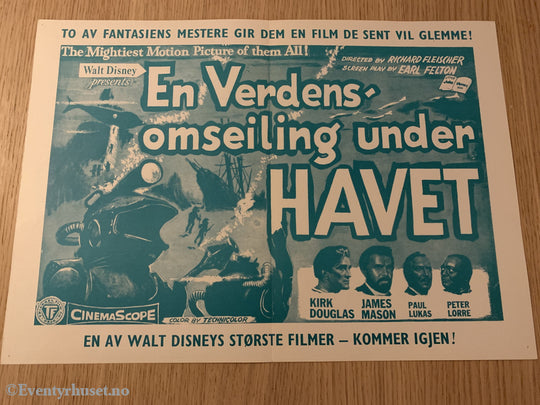 TO AV FANTASIENS MESTERE GIR DEM EN FILM DE SENT VIL GLEMME!
The Mightiest Motion Picture of them All!
Walt Disney
presents
DIRECTED BY RICHARD FLEISCHER
SCREEN PLAY BY EARL FELTON
En Verdens-
omseiling under
HAVET
KIRK DOUGLAS
JAMES MASON
PAUL LUKAS
PETER LORRE
CINEMASCOPE
COLOR BY TECHNICOLOR
EN AV WALT DISNEYS STØRSTE FILMER – KOMMER IGJEN!
©Eventyrhuset.no